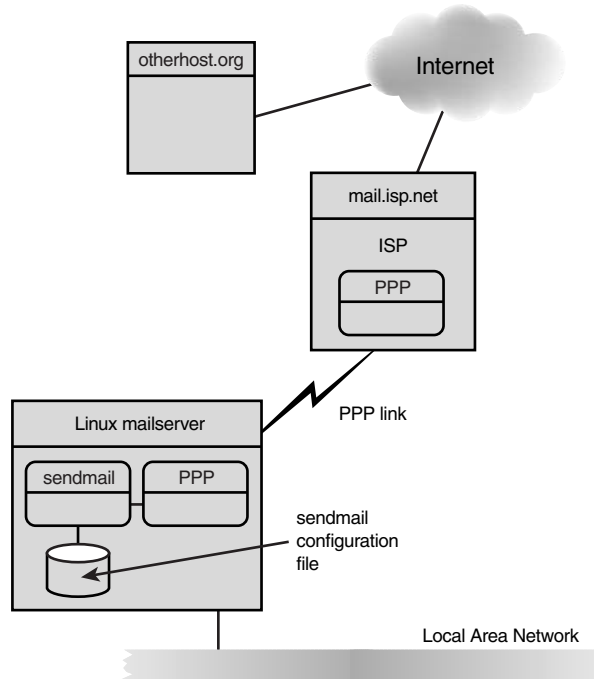 otherhost.org
Internet
mail.isp.net
ISP
PPP
PPP link
Linux mailserver
sendmail
PPP
sendmail
configuration
file
Local Area Network